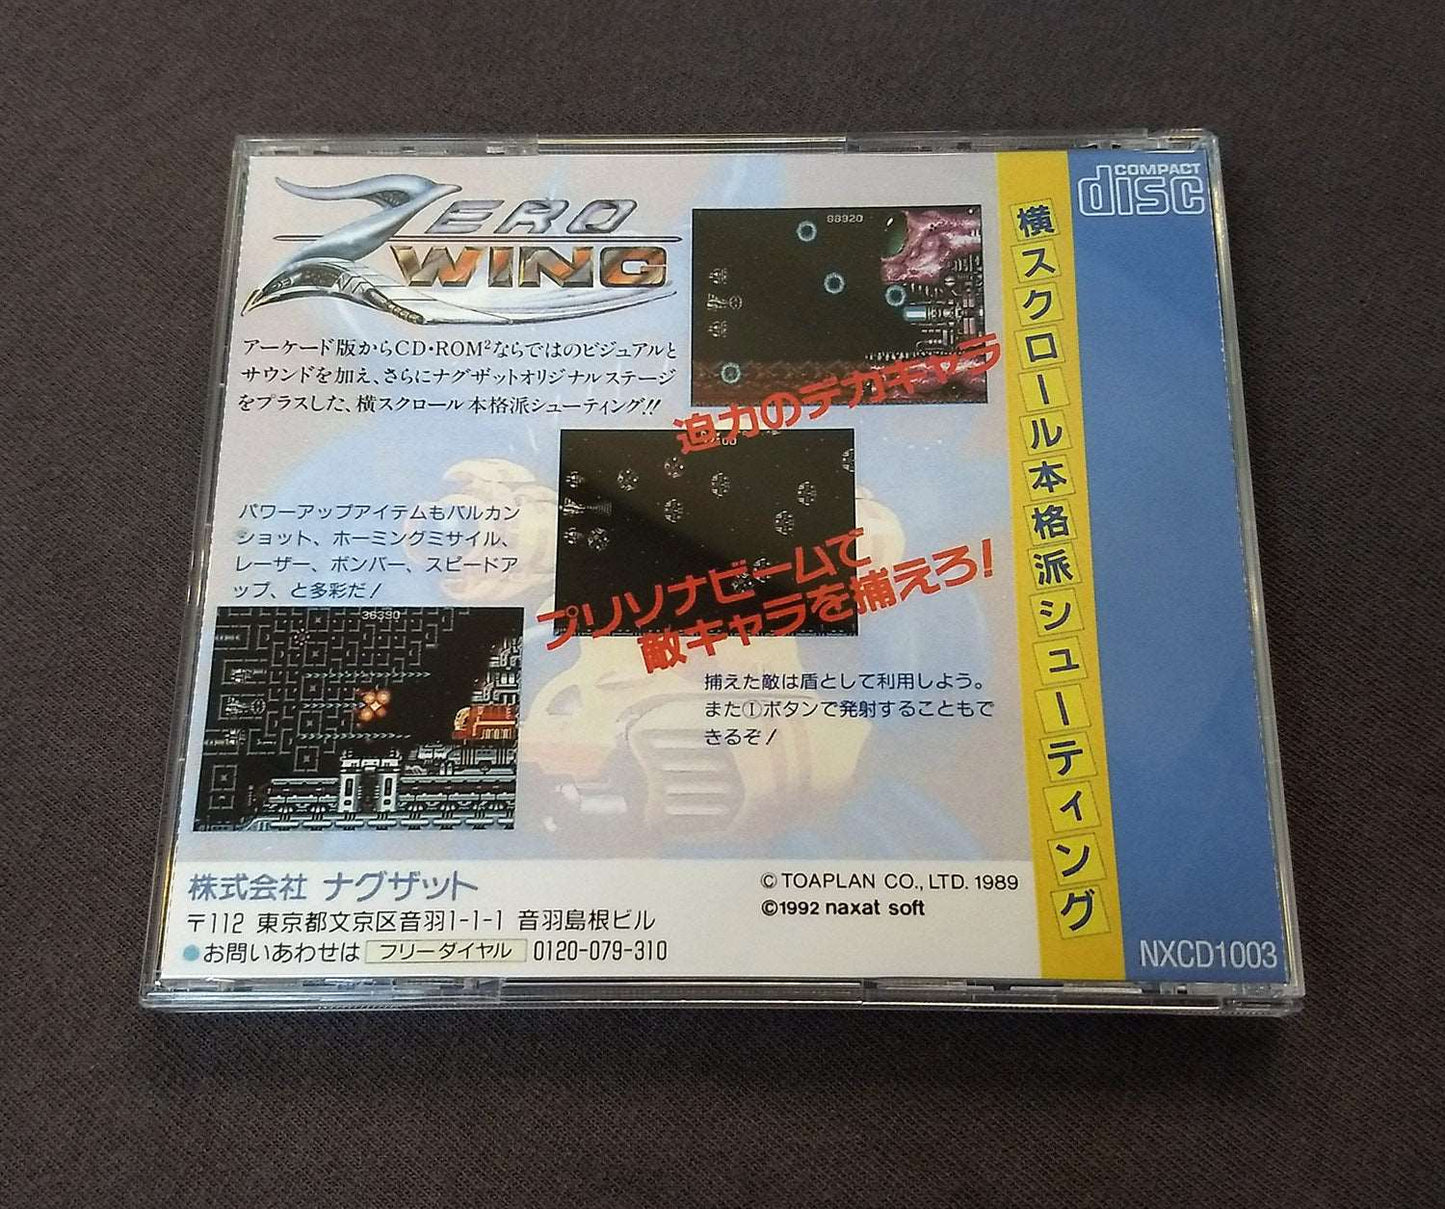 ZERO
WING
アーケード版からCD・ROM²ならではのビジュアルと
サウンドを加え、さらにナグザットオリジナルステージ
をプラスした、横スクロール本格派シューティング!!
88920
迫力のデカキャラ
パワーアップアイテムもバルカン
ショット、ホーミングミサイル、
レーザー、ボンバー、スピードア
ップ、と多彩だ!
36390
プリソナビームで
敵キャラを捕えろ!
捕えた敵は盾として利用しよう。
またⒾボタンで発射することもで
きるぞ!
株式会社 ナグザット
〒112 東京都文京区音羽1-1-1 音羽島根ビル
●お問いあわせは フリーダイヤル 0120-079-310
©TOAPLAN CO., LTD. 1989
©1992 naxat soft
横スクロール本格派シューティング
COMPACT
disc
NXCD1003